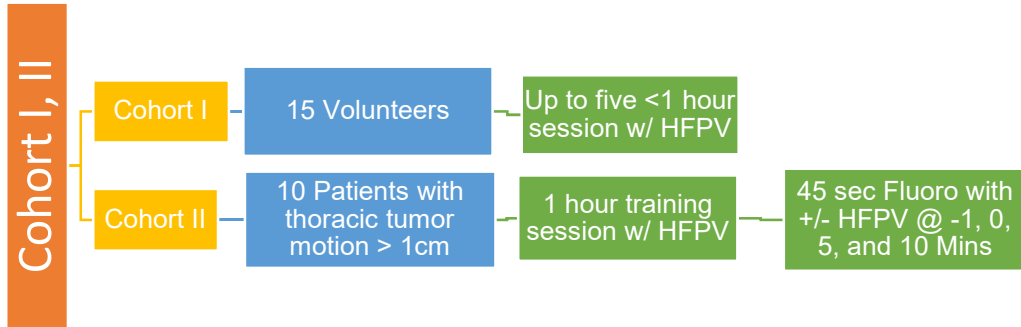 Cohort I, II
Cohort I
15 Volunteers
Up to five <1 hour
session w/ HFPV
Cohort II
10 Patients with
thoracic tumor
motion > 1cm
1 hour training
session w/ HFPV
45 sec Fluoro with
+/- HFPV @ -1, 0,
5, and 10 Mins